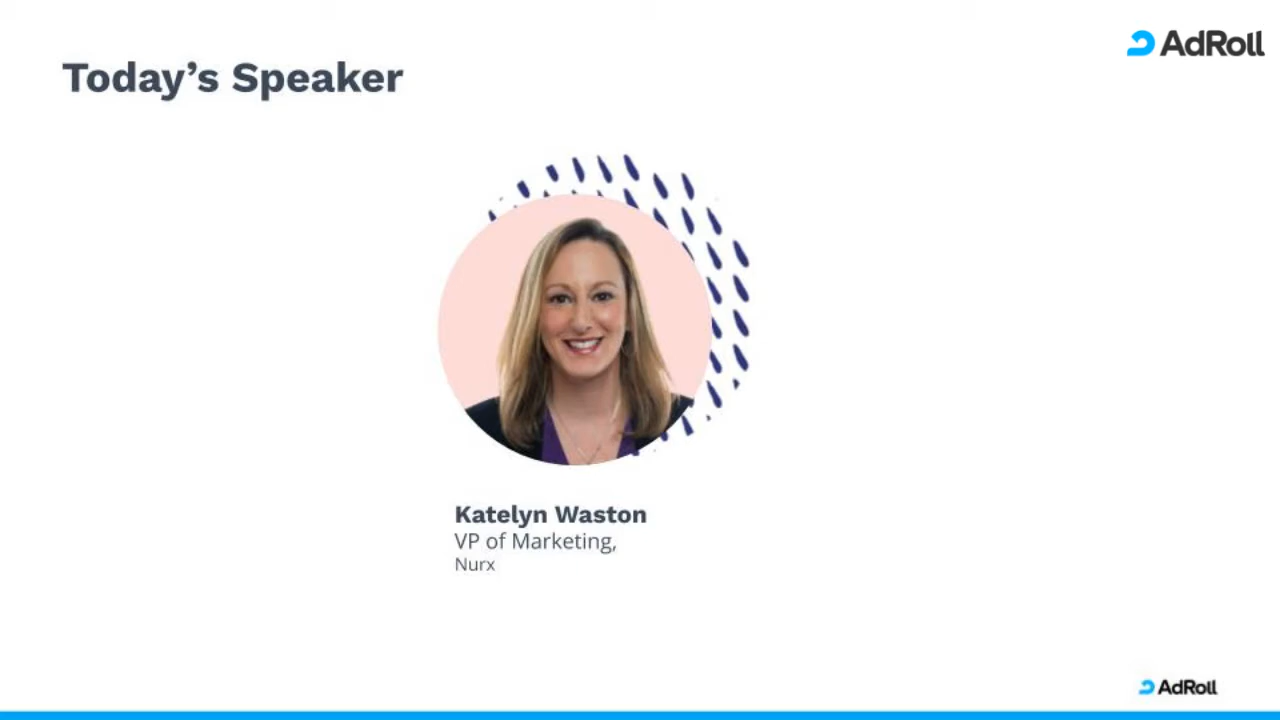 AdRoll
Today’s Speaker
Katelyn Waston
VP of Marketing,
Nurx
AdRoll